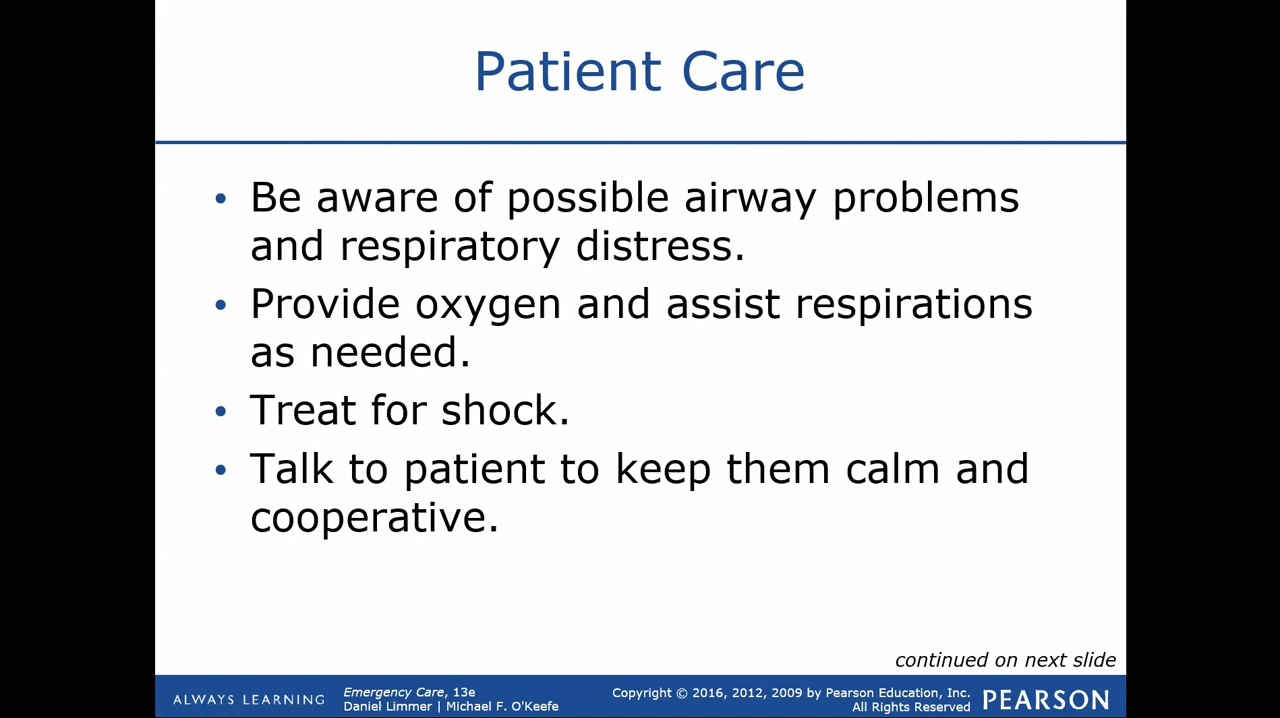 Patient Care
• Be aware of possible airway problems
and respiratory distress.
• Provide oxygen and assist respirations
as needed.
• Treat for shock.
• Talk to patient to keep them calm and
cooperative.
continued on next slide
ALWAYS LEARNING
Emergency Care, 13e
Daniel Limmer | Michael F. O'Keefe
Copyright © 2016, 2012, 2009 by Pearson Education, Inc.
All Rights Reserved
PEARSON